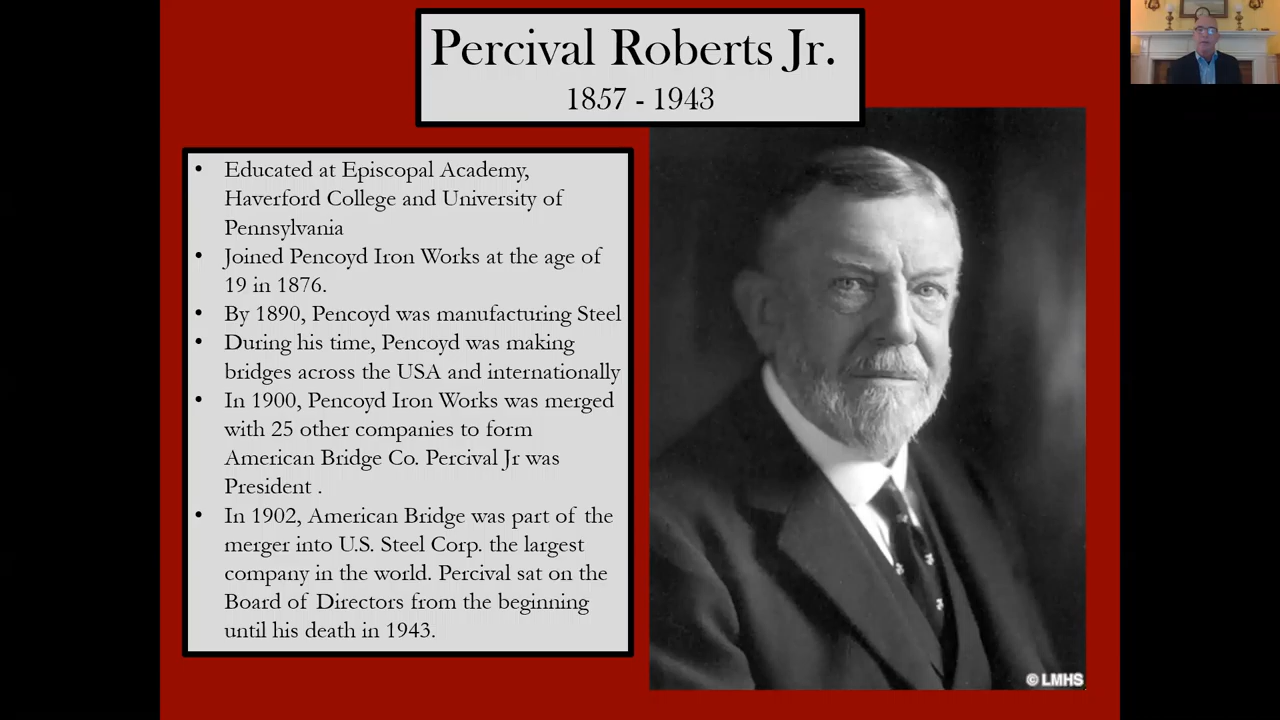 Percival Roberts Jr.
1857 - 1943
• Educated at Episcopal Academy,
Haverford College and University of
Pennsylvania
• Joined Pencoyd Iron Works at the age of
19 in 1876.
• By 1890, Pencoyd was manufacturing Steel
• During his time, Pencoyd was making
bridges across the USA and internationally
• In 1900, Pencoyd Iron Works was merged
with 25 other companies to form
American Bridge Co. Percival Jr was
President .
• In 1902, American Bridge was part of the
merger into U.S. Steel Corp. the largest
company in the world. Percival sat on the
Board of Directors from the beginning
until his death in 1943.
© LMHS